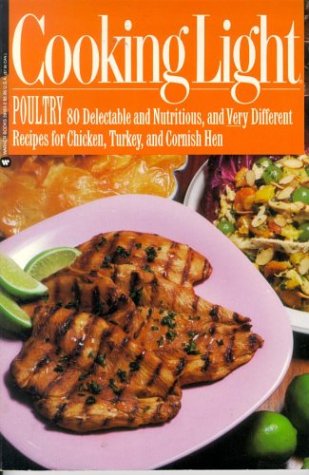 Cooking Light
POULTRY 80 Delectable and Nutritious, and Very Different
Recipes for Chicken, Turkey, and Cornish Hen